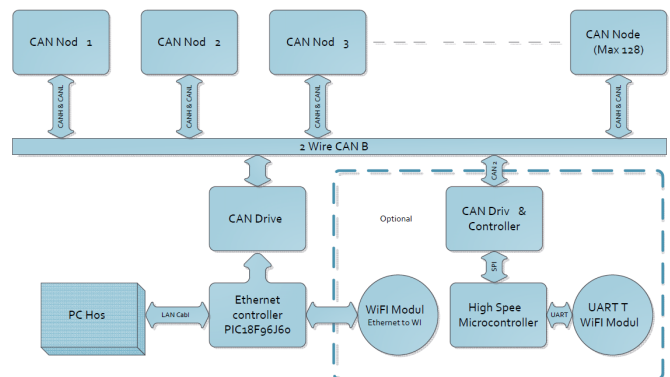 CAN Nod 1
CAN Nod 2
CAN Nod 3
CAN Node
(Max 128)
CANH & CANL
CANH & CANL
CANH & CANL
CANH & CANL
2 Wire CAN B
CAN 2
CAN Drive
Optional
CAN Driv &
Controller
SPI
PC Hos
LAN Cabl
Ethernet
controller
PIC18F96J60
WiFI Modul
Ethernet to WI
High Spee
Microcontroller
UART
UART T
WiFI Modul